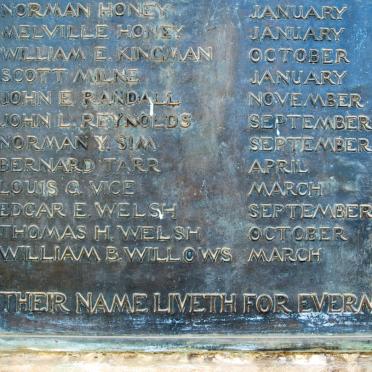 NORMAN HONEY JANUARY
MELVILLE HONEY JANUARY
WILLIAM E. KINGMAN OCTOBER
SCOTT MILNE JANUARY
JOHN E. RANDALL NOVEMBER
JOHN L. REYNOLDS SEPTEMBER
NORMAN Y. SIM SEPTEMBER
BERNARD TARR APRIL
LOUIS G. VICE MARCH
EDGAR E. WELSH SEPTEMBER
THOMAS H. WELSH OCTOBER
WILLIAM B. WILLOWS MARCH
THEIR NAME LIVETH FOR EVERM